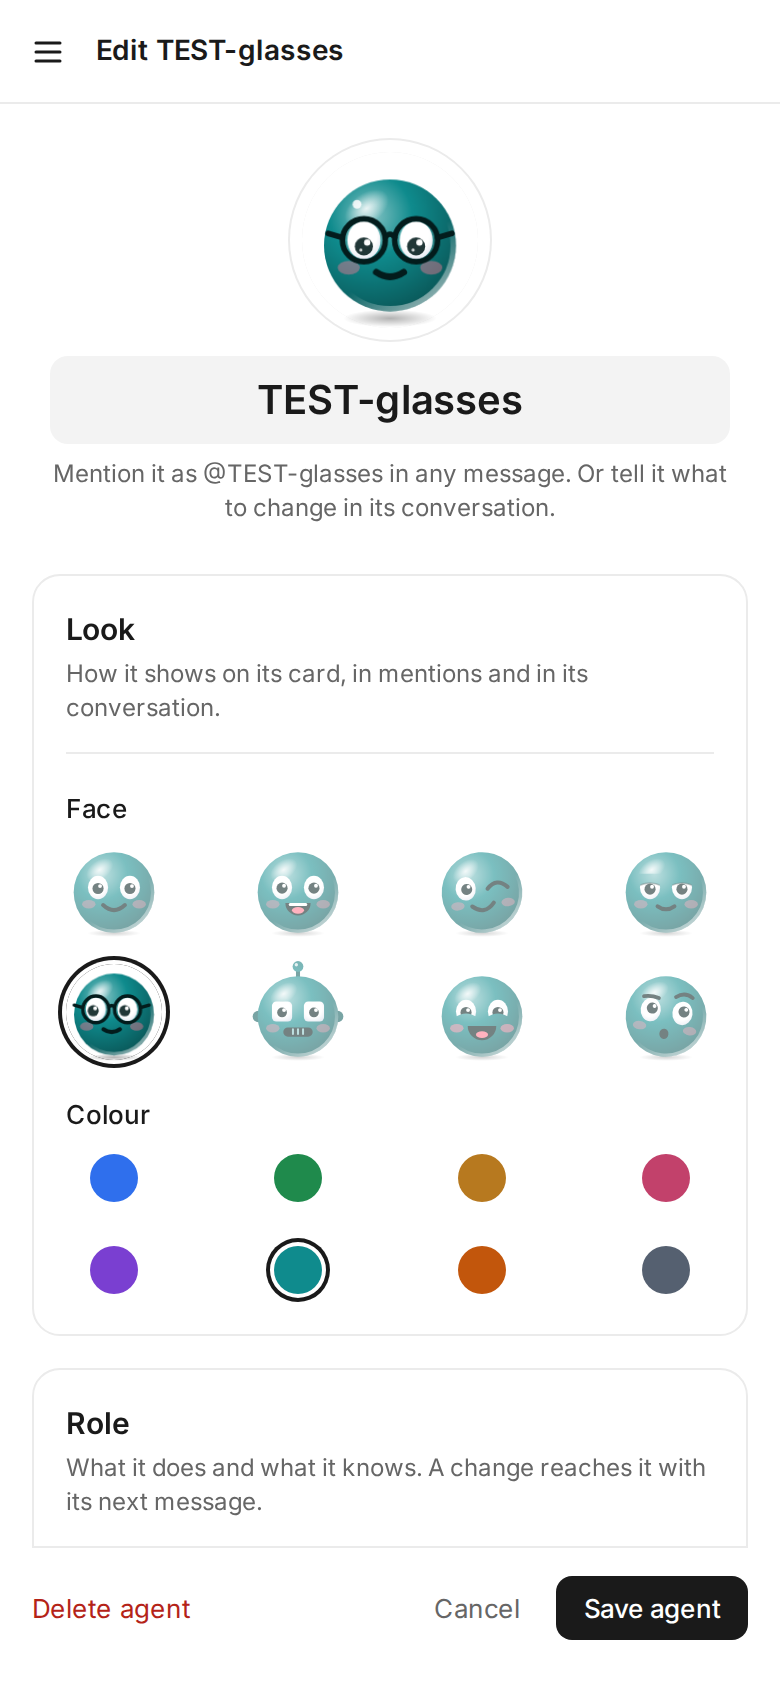 Edit TEST-glasses
TEST-glasses
Mention it as @TEST-glasses in any message. Or tell it what
to change in its conversation.
Look
How it shows on its card, in mentions and in its
conversation.
Face
Colour
Role
What it does and what it knows. A change reaches it with
its next message.
Delete agent
Cancel
Save agent